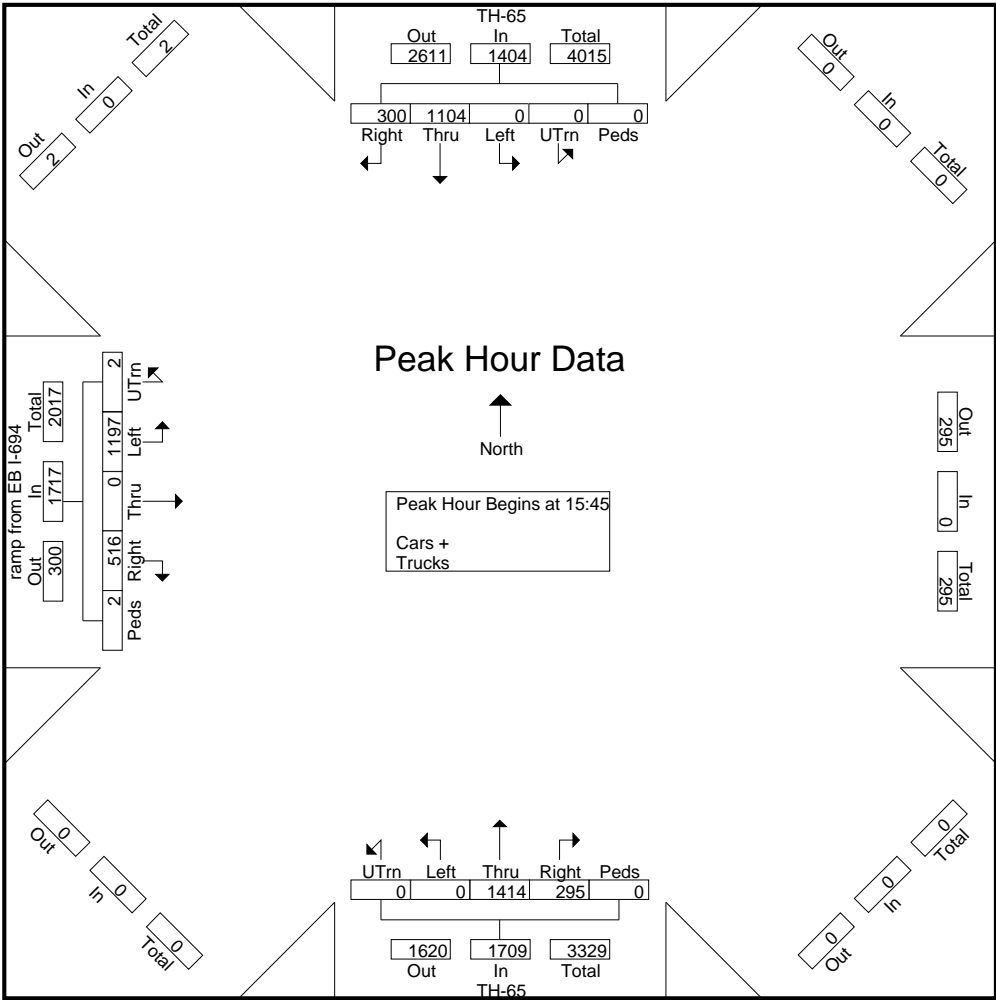 TH-65
Out In Total
2611 1404 4015
300 1104 0 0 0
Right Thru Left UTrn Peds
Total
2
In
0
Out
2
Out
0
In
0
Total
0
Peak Hour Data
North
Peak Hour Begins at 15:45
Cars +
Trucks
ramp from EB I-694
Out In Total
300 1717 2017
2 516 0 1197 2
Peds Right Thru Left UTrn
Out
295
In
0
Total
295
Out
0
In
0
Total
0
UTrn Left Thru Right Peds
0 0 1414 295 0
1620 1709 3329
Out In Total
TH-65
Total
0
In
0
Out
0